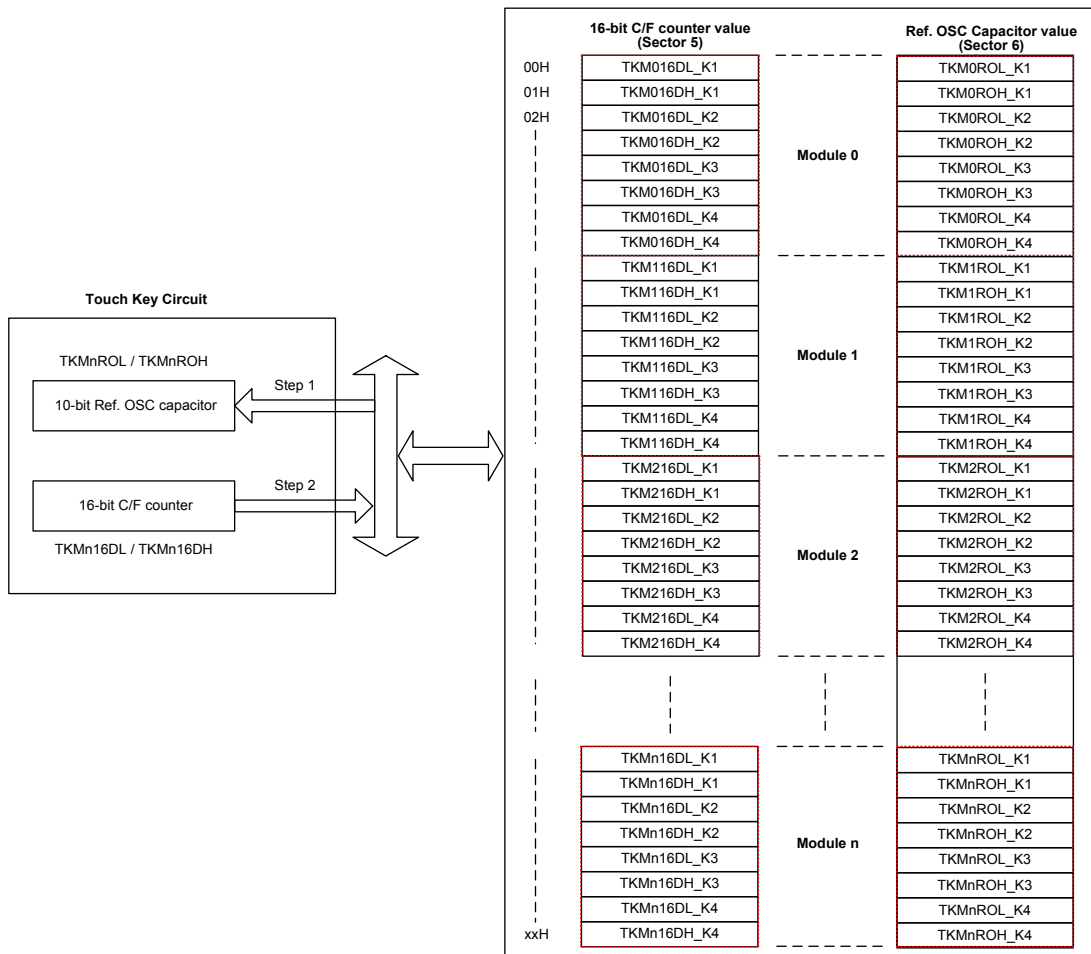 Touch Key Circuit
TKMnROL / TKMnROH
10-bit Ref. OSC capacitor
Step 1
16-bit C/F counter
Step 2
TKMn16DL / TKMn16DH
16-bit C/F counter value
(Sector 5)
Ref. OSC Capacitor value
(Sector 6)
00H
01H
02H
xxH
TKM016DL_K1
TKM016DH_K1
TKM016DL_K2
TKM016DH_K2
TKM016DL_K3
TKM016DH_K3
TKM016DL_K4
TKM016DH_K4
Module 0
TKM0ROL_K1
TKM0ROH_K1
TKM0ROL_K2
TKM0ROH_K2
TKM0ROL_K3
TKM0ROH_K3
TKM0ROL_K4
TKM0ROH_K4
TKM116DL_K1
TKM116DH_K1
TKM116DL_K2
TKM116DH_K2
TKM116DL_K3
TKM116DH_K3
TKM116DL_K4
TKM116DH_K4
Module 1
TKM1ROL_K1
TKM1ROH_K1
TKM1ROL_K2
TKM1ROH_K2
TKM1ROL_K3
TKM1ROH_K3
TKM1ROL_K4
TKM1ROH_K4
TKM216DL_K1
TKM216DH_K1
TKM216DL_K2
TKM216DH_K2
TKM216DL_K3
TKM216DH_K3
TKM216DL_K4
TKM216DH_K4
Module 2
TKM2ROL_K1
TKM2ROH_K1
TKM2ROL_K2
TKM2ROH_K2
TKM2ROL_K3
TKM2ROH_K3
TKM2ROL_K4
TKM2ROH_K4
TKMn16DL_K1
TKMn16DH_K1
TKMn16DL_K2
TKMn16DH_K2
TKMn16DL_K3
TKMn16DH_K3
TKMn16DL_K4
TKMn16DH_K4
Module n
TKMnROL_K1
TKMnROH_K1
TKMnROL_K2
TKMnROH_K2
TKMnROL_K3
TKMnROH_K3
TKMnROL_K4
TKMnROH_K4